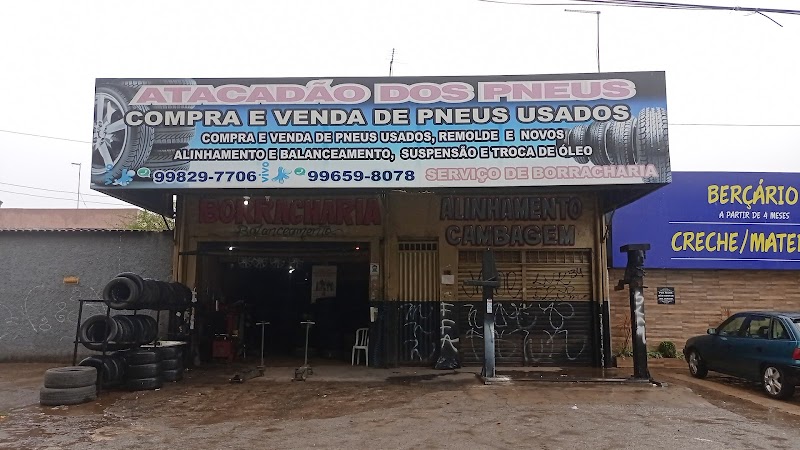 ATACADÃO DOS PNEUS
COMPRA E VENDA DE PNEUS USADOS
COMPRA E VENDA DE PNEUS USADOS, REMOLDE E NOVOS
ALINHAMENTO E BALANCEAMENTO, SUSPENSÃO E TROCA DE ÓLEO
99829-7706 VIVO 99659-8078 SERVIÇO DE BORRACHARIA
BORRACHARIA
Balanceamento
ALINHAMENTO
CAMBAGEM
BERÇÁRIO
A PARTIR DE 4 MESES
CRECHE/MATE